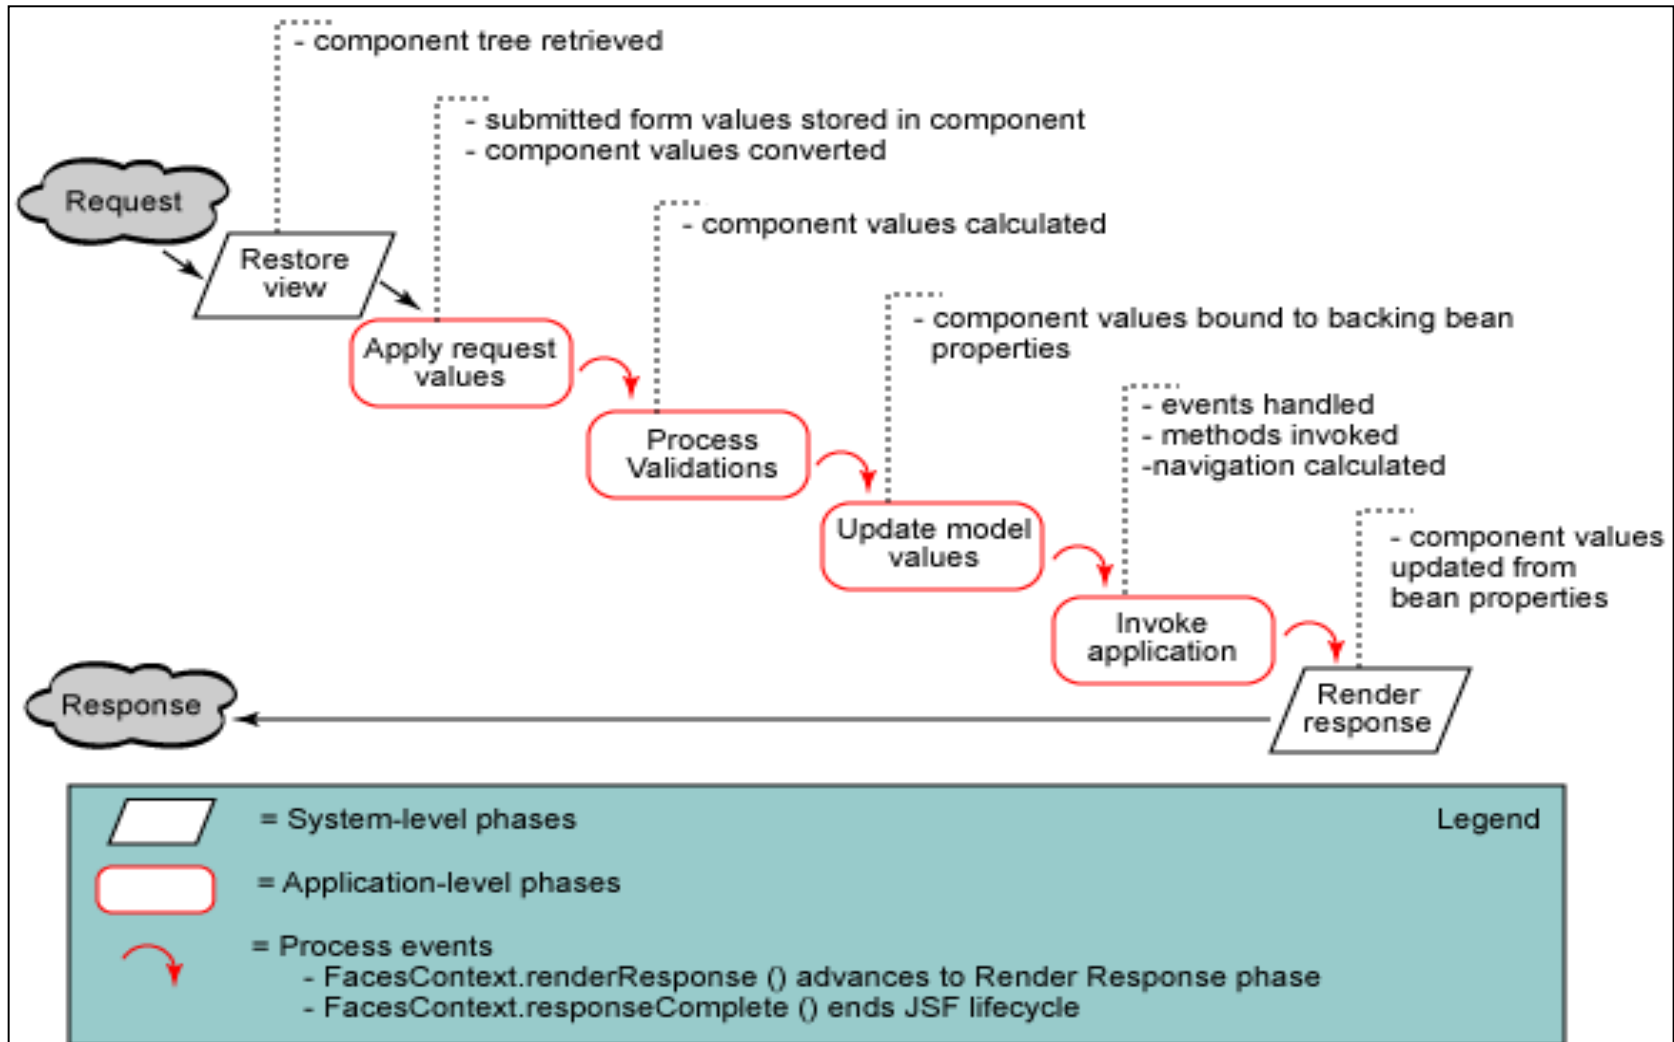 - component tree retrieved
- submitted form values stored in component
- component values converted
Request
- component values calculated
Restore
view
- component values bound to backing bean
properties
Apply request
values
- events handled
- methods invoked
-navigation calculated
Process
Validations
Update model
values
- component values
updated from
bean properties
Invoke
application
Render
response
Response
Legend
= System-level phases
= Application-level phases
= Process events
- FacesContext.renderResponse () advances to Render Response phase
- FacesContext.responseComplete () ends JSF lifecycle